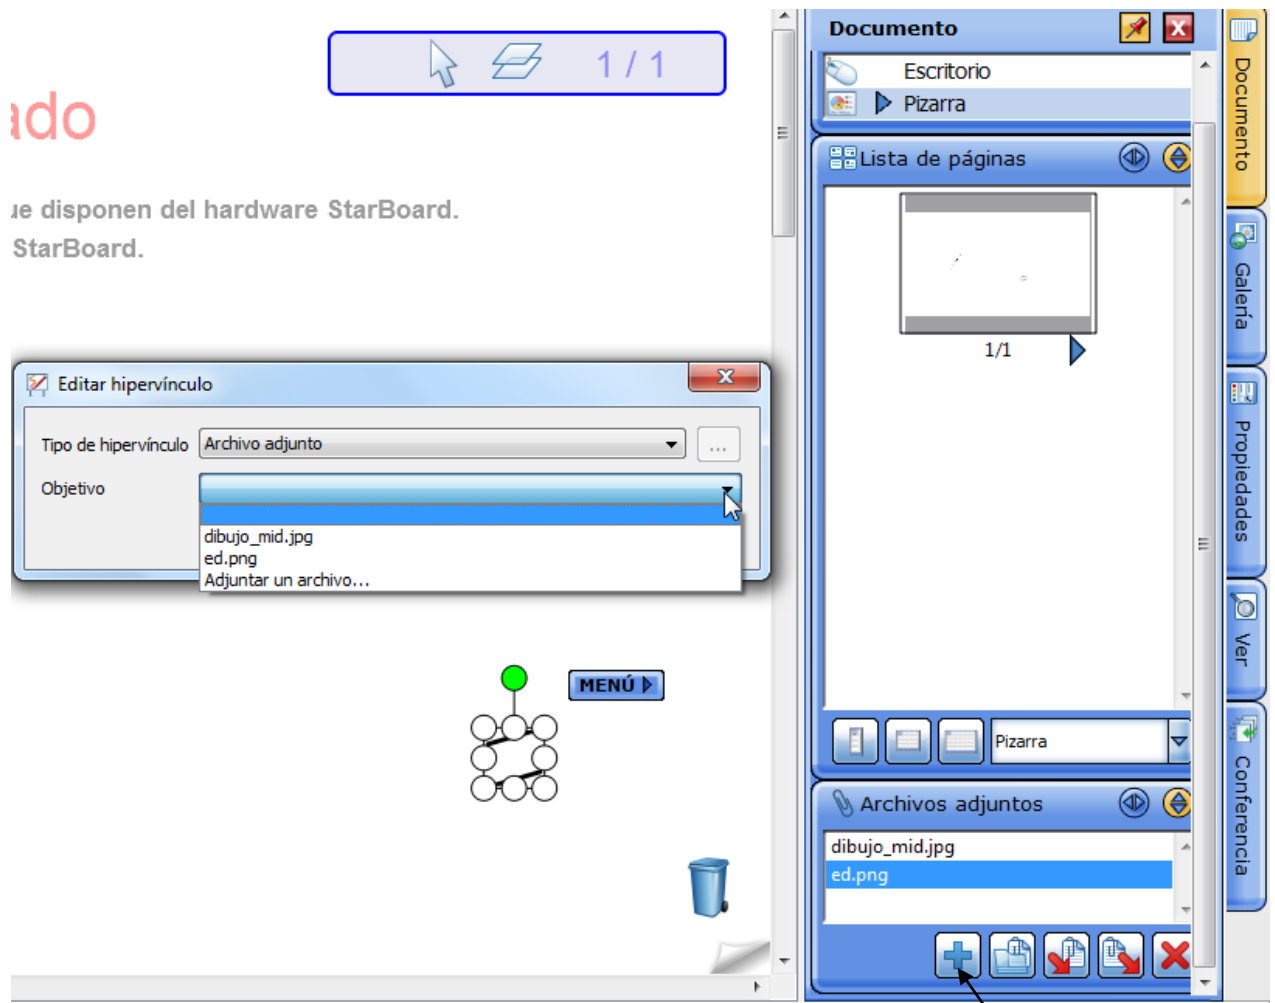 1 / 1
ado
ue disponen del hardware StarBoard.
StarBoard.
Editar hipervínculo
Tipo de hipervínculo Archivo adjunto ...
Objetivo
dibujo_mid.jpg
ed.png
Adjuntar un archivo...
MENÚ
Documento
Escritorio
Pizarra
Lista de páginas
1/1
Pizarra
Archivos adjuntos
dibujo_mid.jpg
ed.png
Documento
Galería
Propiedades
Ver
Conferencia